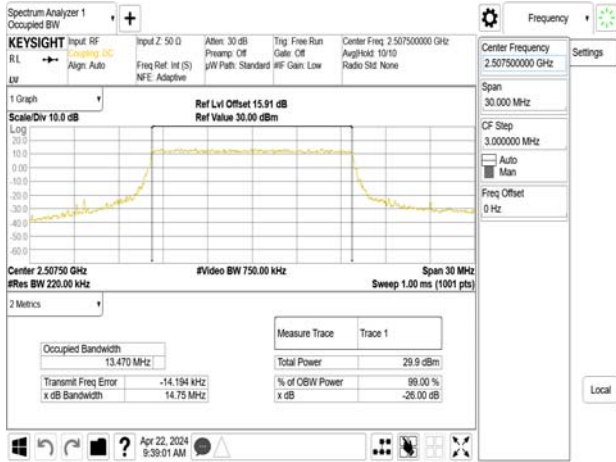 Spectrum Analyzer 1
Occupied BW
Frequency
KEYSIGHT
Input: RF
Coupling: DC
Align: Auto
RL
Input Z: 50 Ω
Freq Ref: Int (S)
NFE: Adaptive
Atten: 30 dB
Preamp: Off
µW Path: Standard
Trig: Free Run
Gate: Off
#IF Gain: Low
Center Freq: 2.507500000 GHz
Avg|Hold: 10/10
Radio Std: None
Center Frequency
2.507500000 GHz
Settings
Span
30.000 MHz
CF Step
3.000000 MHz
Auto
Man
Freq Offset
0 Hz
Local
1 Graph
Scale/Div 10.0 dB
Ref Lvl Offset 15.91 dB
Ref Value 30.00 dBm
Log
20.0
10.0
0.00
-10.0
-20.0
-30.0
-40.0
-50.0
-60.0
Center 2.50750 GHz
#Video BW 750.00 kHz
Span 30 MHz
#Res BW 220.00 kHz
Sweep 1.00 ms (1001 pts)
2 Metrics
Measure Trace
Trace 1
Occupied Bandwidth
13.470 MHz
Total Power
29.9 dBm
Transmit Freq Error
-14.194 kHz
% of OBW Power
99.00 %
x dB Bandwidth
14.75 MHz
x dB
-26.00 dB
Apr 22, 2024
9:39:01 AM